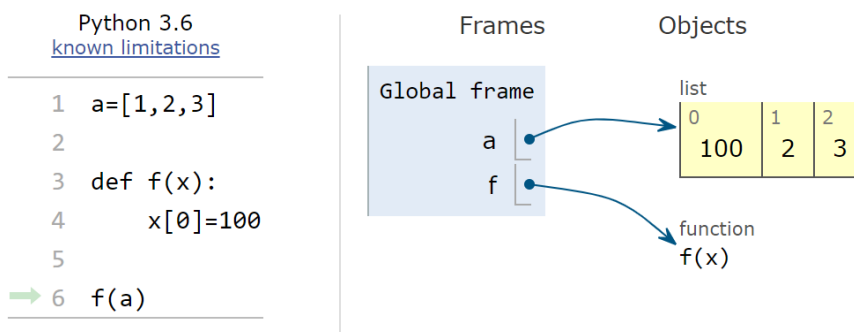 Python 3.6
known limitations
1 a=[1,2,3]
2
3 def f(x):
4     x[0]=100
5
6 f(a)
Frames Objects
Global frame
a
f
list
0 1 2
100 2 3
function
f(x)